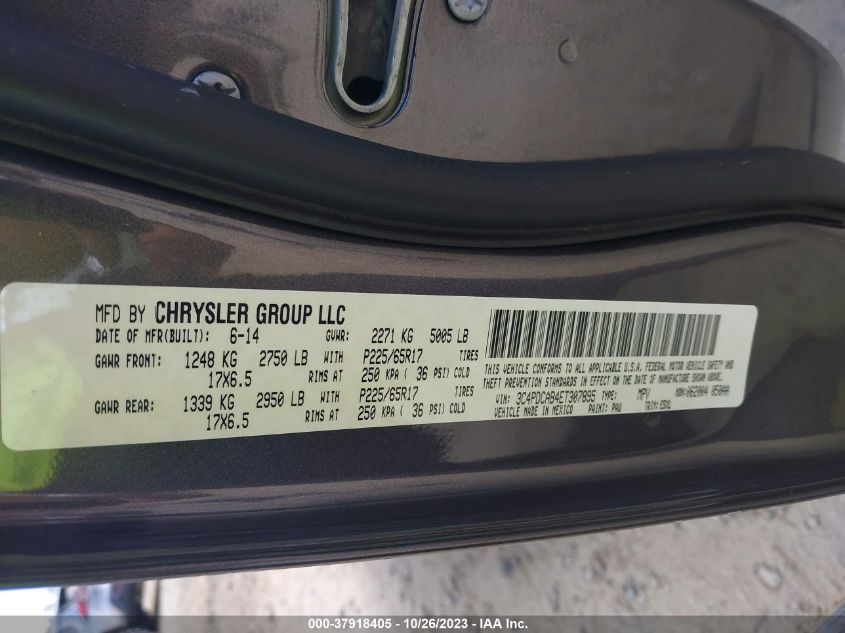 MFD BY CHRYSLER GROUP LLC
DATE OF MFR(BUILT): 6-14 GVWR: 2271 KG 5005 LB
GAWR FRONT: 1248 KG 2750 LB WITH P225/65R17 TIRES
17X6.5 RIMS AT 250 KPA ( 36 PSI) COLD
GAWR REAR: 1339 KG 2950 LB WITH P225/65R17 TIRES
17X6.5 RIMS AT 250 KPA ( 36 PSI) COLD
THIS VEHICLE CONFORMS TO ALL APPLICABLE U.S.A. FEDERAL MOTOR VEHICLE SAFETY AND
THEFT PREVENTION STANDARDS IN EFFECT ON THE DATE OF MANUFACTURE SHOWN ABOVE.
VIN: 3C4PDCAB4ET307895 TYPE: MPV MDH:062004 050AA
VEHICLE MADE IN MEXICO PAINT: PAU TRIM:
000-37918405 - 10/26/2023 - IAA Inc.